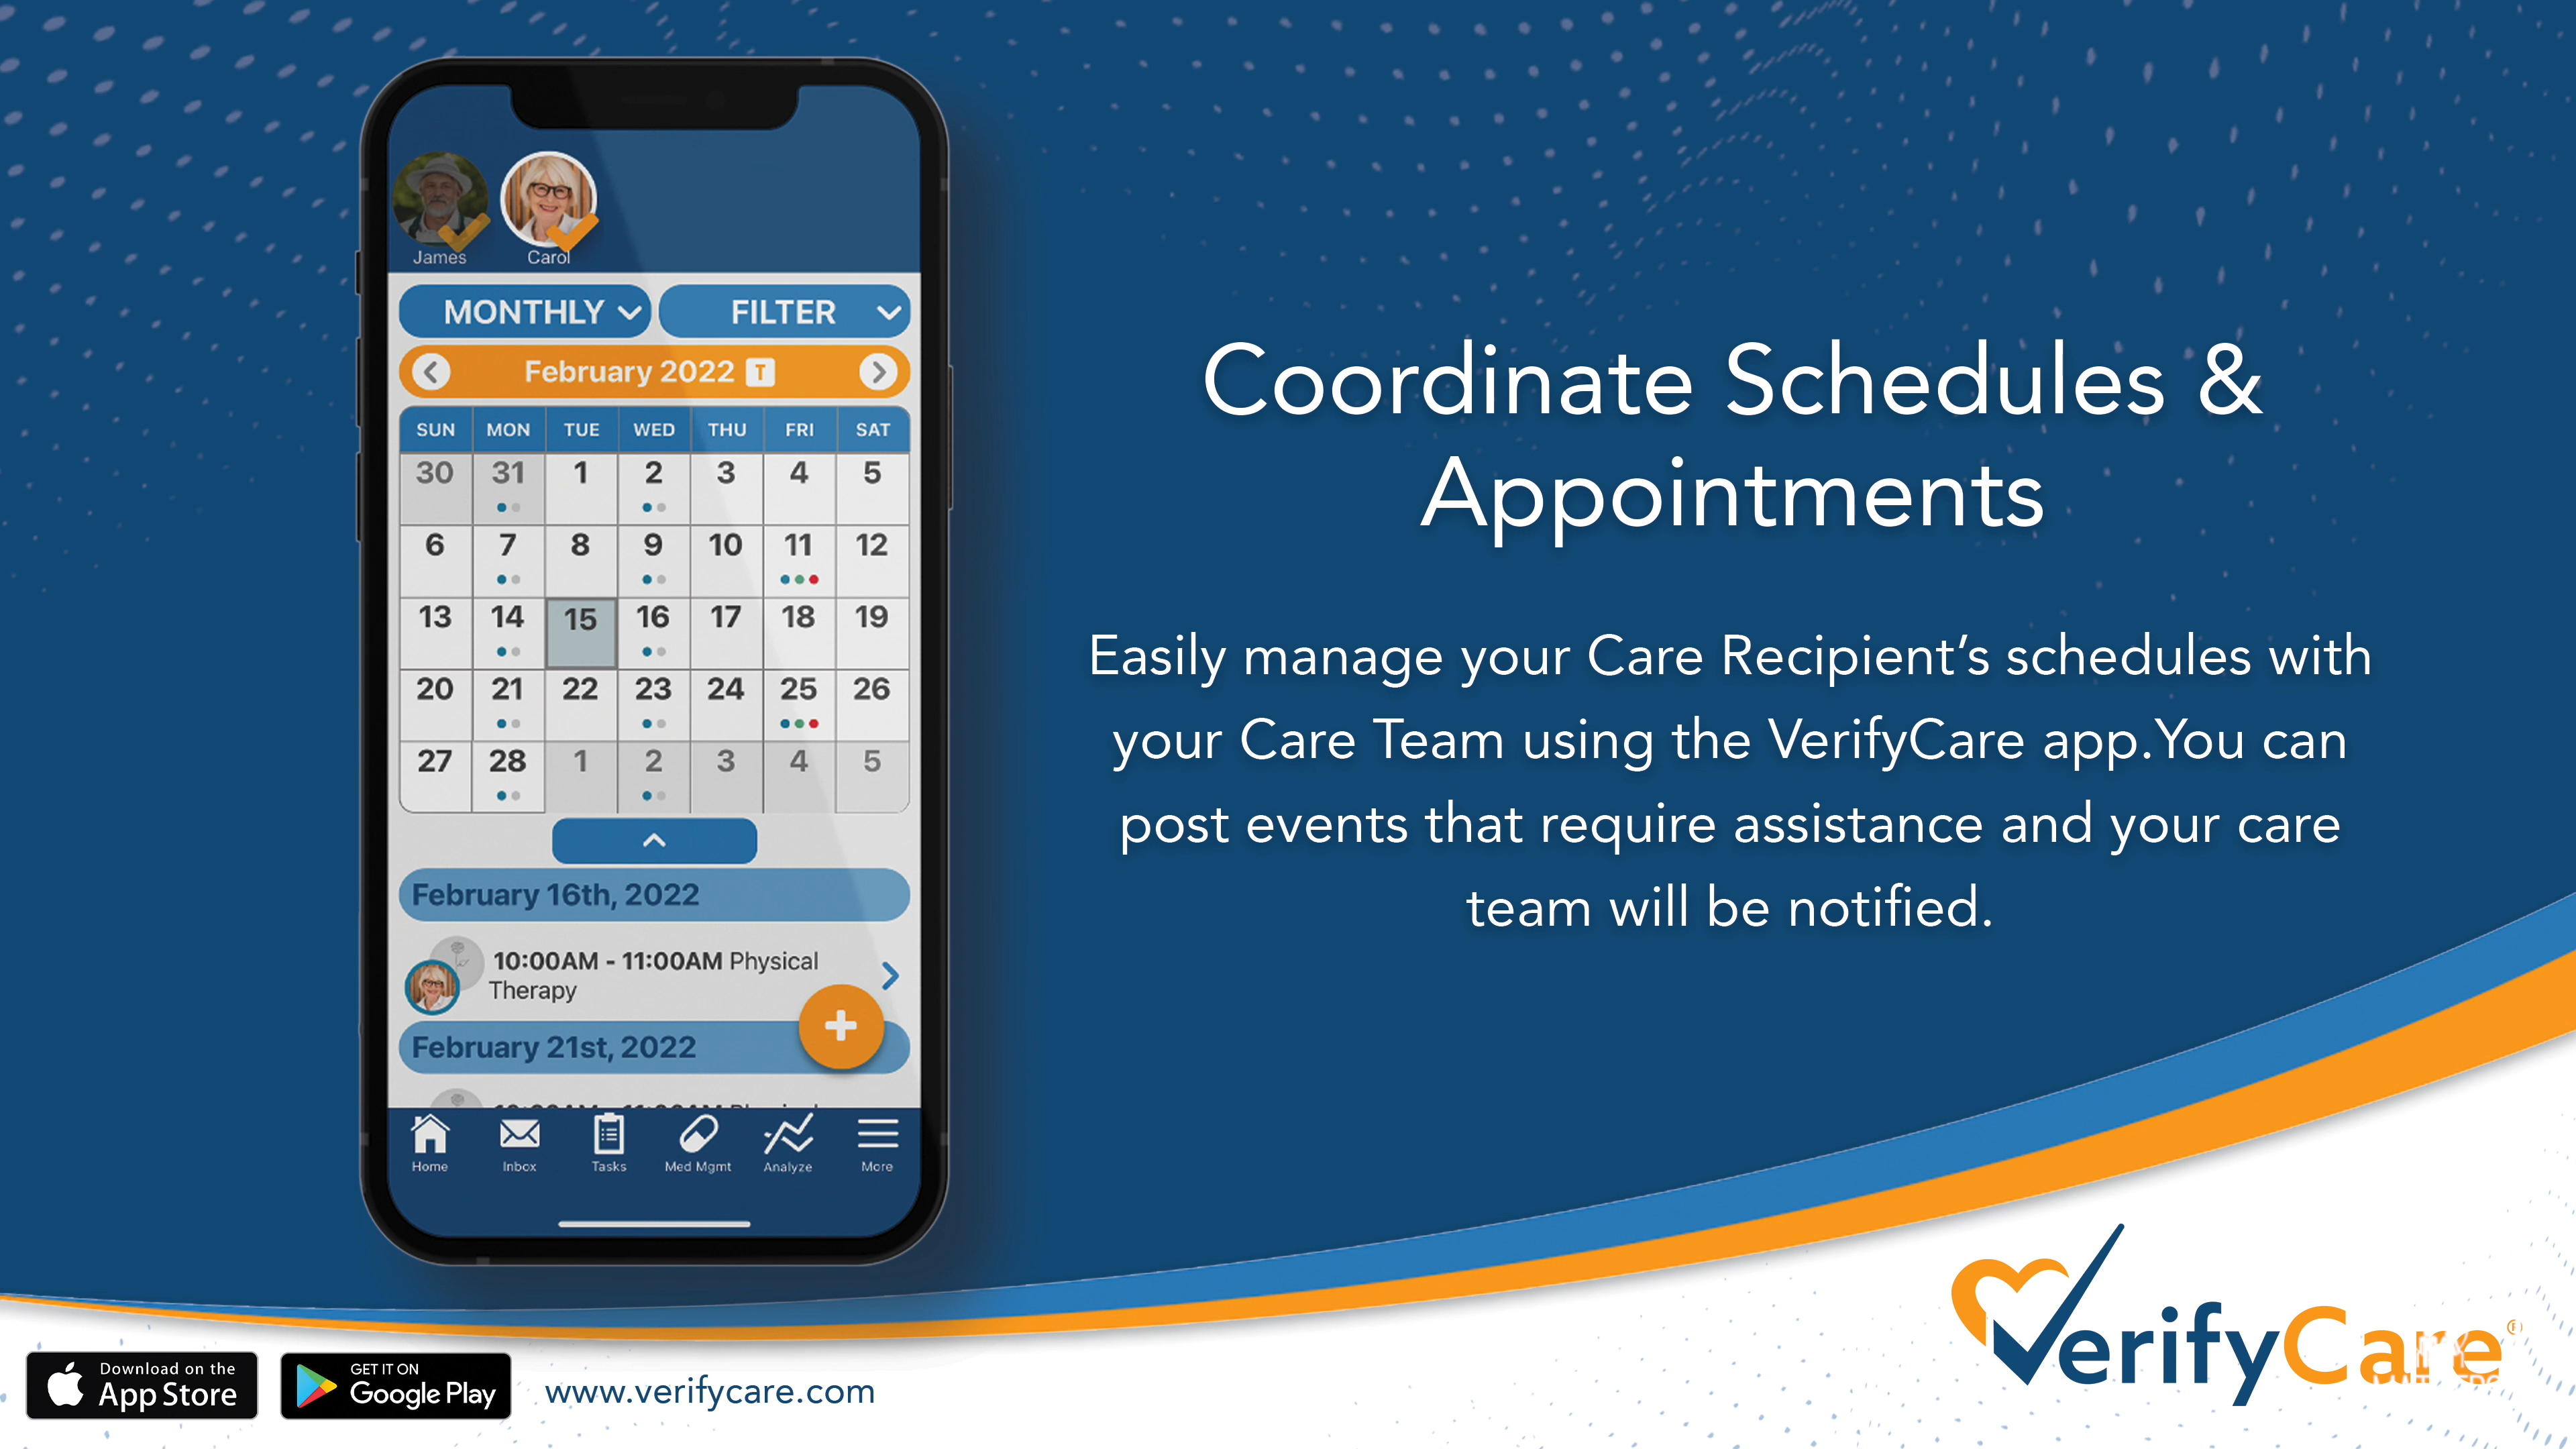 James Carol
MONTHLY FILTER
February 2022 T
SUN MON TUE WED THU FRI SAT
30 31 1 2 3 4 5
6 7 8 9 10 11 12
13 14 15 16 17 18 19
20 21 22 23 24 25 26
27 28 1 2 3 4 5
February 16th, 2022
10:00AM - 11:00AM Physical
Therapy
February 21st, 2022
Home Inbox Tasks Med Mgmt Analyze More
Coordinate Schedules &
Appointments
Easily manage your Care Recipient’s schedules with
your Care Team using the VerifyCare app.You can
post events that require assistance and your care
team will be notified.
Download on the
App Store
GET IT ON
Google Play
www.verifycare.com
VerifyCare®